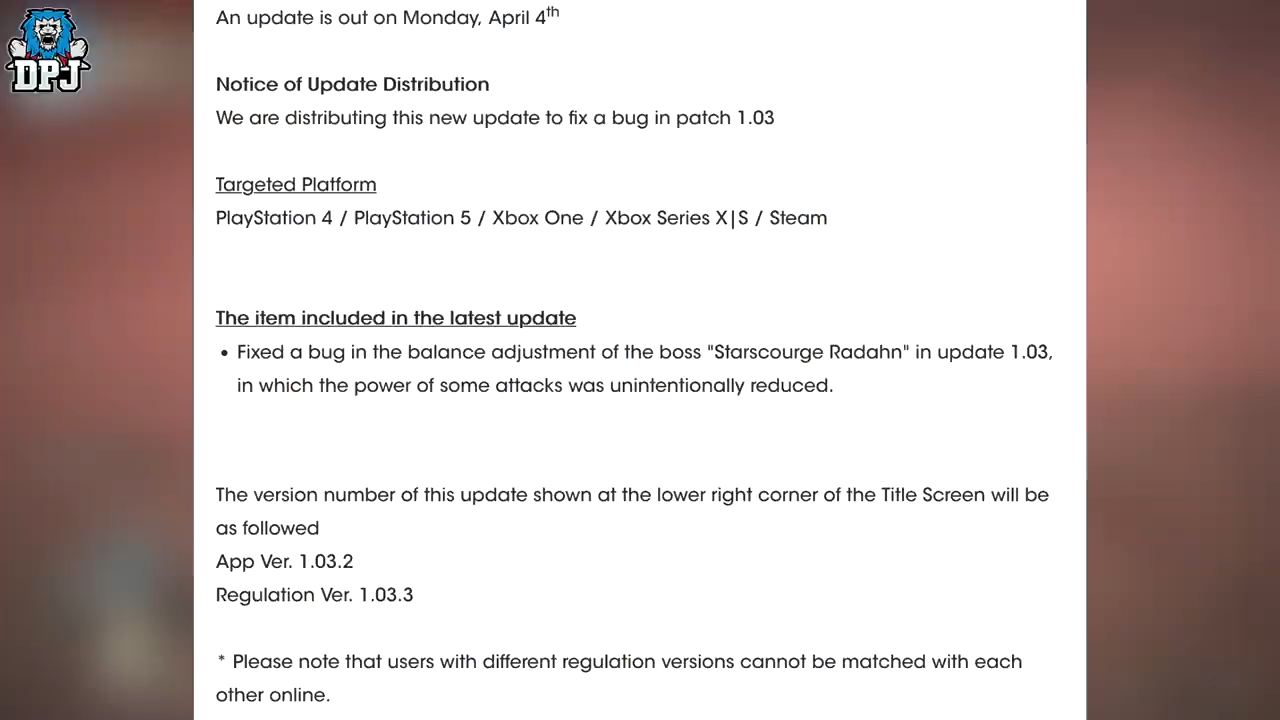 DPJ
An update is out on Monday, April 4th
Notice of Update Distribution
We are distributing this new update to fix a bug in patch 1.03
Targeted Platform
PlayStation 4 / PlayStation 5 / Xbox One / Xbox Series X|S / Steam
The item included in the latest update
• Fixed a bug in the balance adjustment of the boss "Starscourge Radahn" in update 1.03,
in which the power of some attacks was unintentionally reduced.
The version number of this update shown at the lower right corner of the Title Screen will be
as followed
App Ver. 1.03.2
Regulation Ver. 1.03.3
* Please note that users with different regulation versions cannot be matched with each
other online.